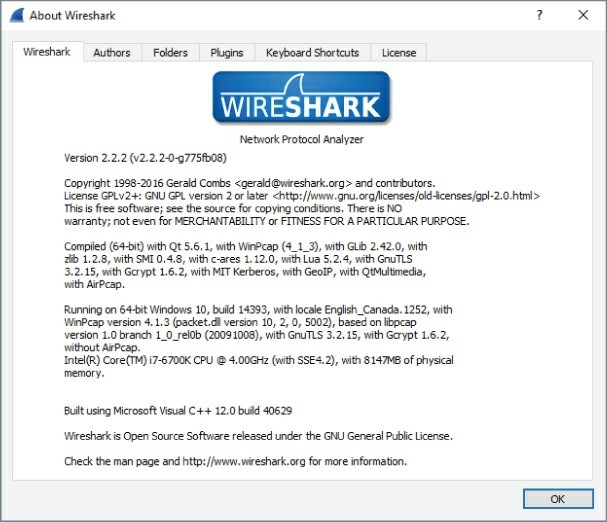 About Wireshark
?
Wireshark Authors Folders Plugins Keyboard Shortcuts License
WIRESHARK
Network Protocol Analyzer
Version 2.2.2 (v2.2.2-0-g775fb08)
Copyright 1998-2016 Gerald Combs <gerald@wireshark.org> and contributors.
License GPLv2+: GNU GPL version 2 or later <http://www.gnu.org/licenses/old-licenses/gpl-2.0.html>
This is free software; see the source for copying conditions. There is NO
warranty; not even for MERCHANTABILITY or FITNESS FOR A PARTICULAR PURPOSE.
Compiled (64-bit) with Qt 5.6.1, with WinPcap (4_1_3), with GLib 2.42.0, with
zlib 1.2.8, with SMI 0.4.8, with c-ares 1.12.0, with Lua 5.2.4, with GnuTLS
3.2.15, with Gcrypt 1.6.2, with MIT Kerberos, with GeoIP, with QtMultimedia,
with AirPcap.
Running on 64-bit Windows 10, build 14393, with locale English_Canada.1252, with
WinPcap version 4.1.3 (packet.dll version 10, 2, 0, 5002), based on libpcap
version 1.0 branch 1_0_rel0b (20091008), with GnuTLS 3.2.15, with Gcrypt 1.6.2,
without AirPcap.
Intel(R) Core(TM) i7-6700K CPU @ 4.00GHz (with SSE4.2), with 8147MB of physical
memory.
Built using Microsoft Visual C++ 12.0 build 40629
Wireshark is Open Source Software released under the GNU General Public License.
Check the man page and http://www.wireshark.org for more information.
OK